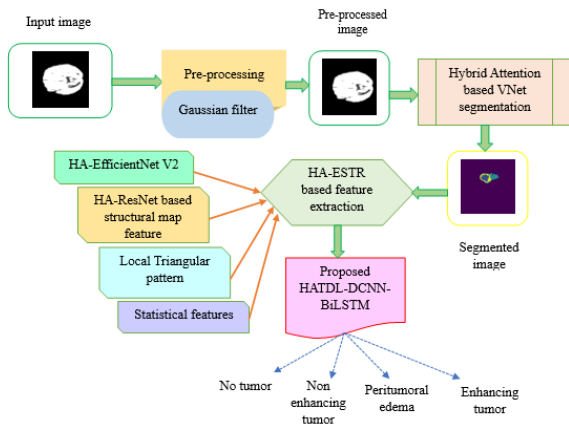 Input image
Pre-processing
Gaussian filter
Pre-processed
image
Hybrid Attention
based VNet
segmentation
Segmented
image
HA-ESTR
based feature
extraction
HA-EfficientNet V2
HA-ResNet based
structural map
feature
Local Triangular
pattern
Statistical features
Proposed
HATDL-DCNN-
BiLSTM
No tumor
Non
enhancing
tumor
Peritumoral
edema
Enhancing
tumor